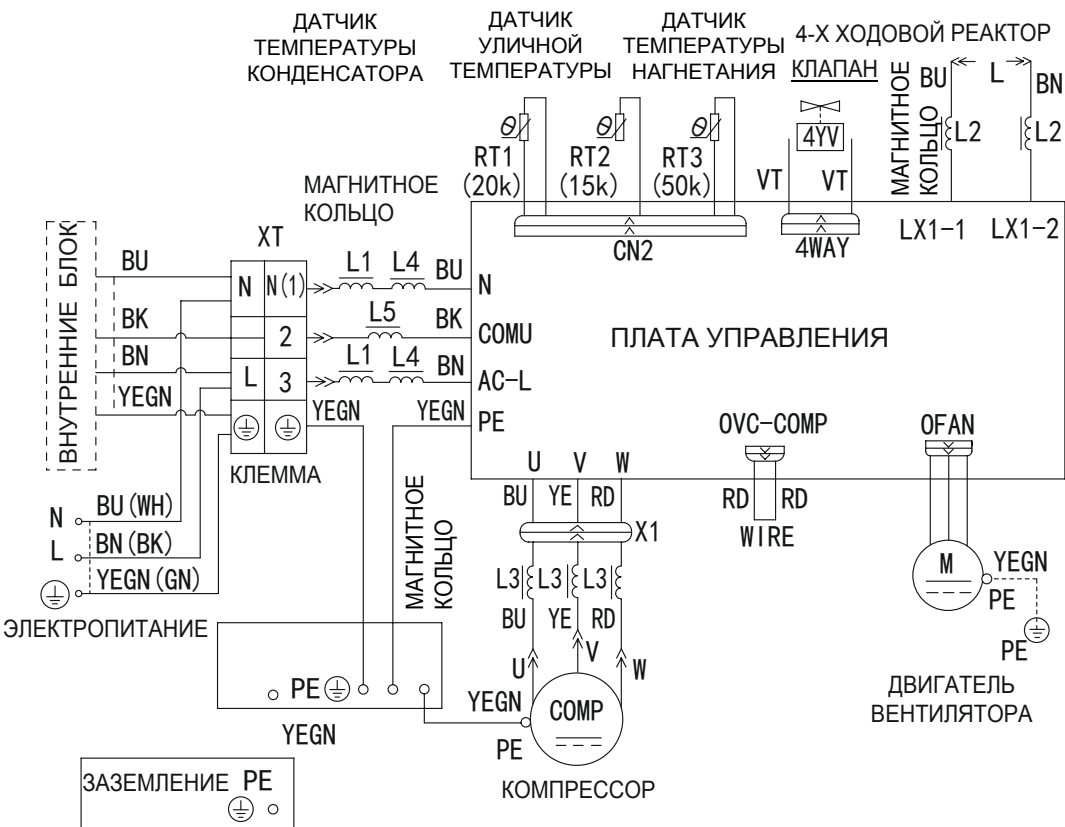 ДАТЧИК
ТЕМПЕРАТУРЫ
КОНДЕНСАТОРА
ДАТЧИК
УЛИЧНОЙ
ТЕМПЕРАТУРЫ
ДАТЧИК
ТЕМПЕРАТУРЫ
НАГНЕТАНИЯ
4-Х ХОДОВОЙ РЕАКТОР
КЛАПАН
BU
L
BN
θ
θ
θ
4YV
МАГНИТНОЕ
КОЛЬЦО
L2
L2
RT1
(20k)
RT2
(15k)
RT3
(50k)
VT
VT
CN2
4WAY
LX1-1
LX1-2
МАГНИТНОЕ
КОЛЬЦО
ВНУТРЕННИЕ БЛОК
XT
BU
N
N(1)
L1
L4
BU
N
BK
2
L5
BK
COMU
ПЛАТА УПРАВЛЕНИЯ
BN
L
3
L1
L4
BN
AC-L
YEGN
YEGN
YEGN
PE
КЛЕММА
OVC-COMP
OFAN
U
V
W
BU
YE
RD
RD
RD
WIRE
X1
N
BU(WH)
L
BN(BK)
YEGN(GN)
ЭЛЕКТРОПИТАНИЕ
МАГНИТНОЕ
КОЛЬЦО
L3
L3
L3
BU
YE
RD
U
V
W
M
YEGN
PE
PE
ДВИГАТЕЛЬ
ВЕНТИЛЯТОРА
PE
YEGN
YEGN
PE
COMP
КОМПРЕССОР
ЗАЗЕМЛЕНИЕ PE